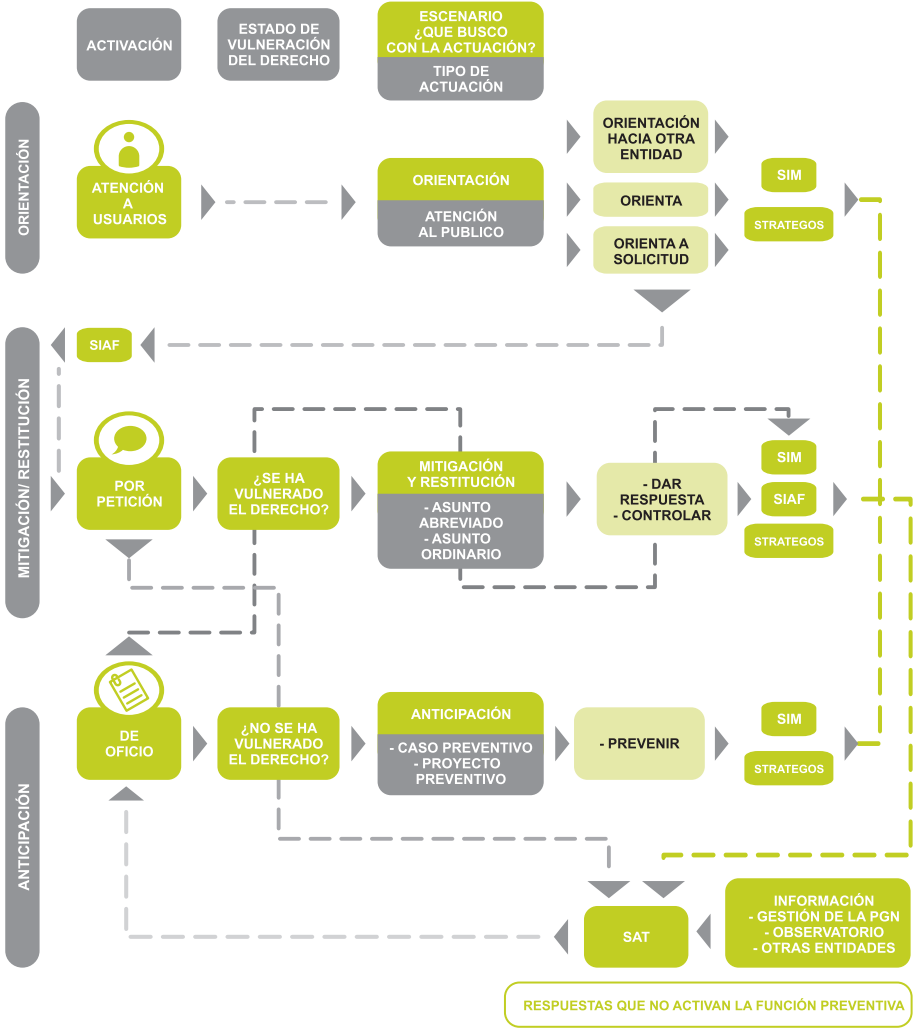 ACTIVACIÓN
ESTADO DE
VULNERACIÓN
DEL DERECHO
ESCENARIO
¿QUE BUSCO
CON LA ACTUACIÓN?
TIPO DE
ACTUACIÓN
ORIENTACIÓN
ATENCIÓN
A
USUARIOS
ORIENTACIÓN
ATENCIÓN
AL PUBLICO
ORIENTACIÓN
HACIA OTRA
ENTIDAD
ORIENTA
ORIENTA A
SOLICITUD
SIM
STRATEGOS
MITIGACIÓN/ RESTITUCIÓN
SIAF
POR
PETICIÓN
¿SE HA
VULNERADO
EL DERECHO?
MITIGACIÓN
Y RESTITUCIÓN
- ASUNTO
ABREVIADO
- ASUNTO
ORDINARIO
- DAR
RESPUESTA
- CONTROLAR
SIM
SIAF
STRATEGOS
ANTICIPACIÓN
DE
OFICIO
¿NO SE HA
VULNERADO
EL DERECHO?
ANTICIPACIÓN
- CASO PREVENTIVO
- PROYECTO
PREVENTIVO
- PREVENIR
SIM
STRATEGOS
SAT
INFORMACIÓN
- GESTIÓN DE LA PGN
- OBSERVATORIO
- OTRAS ENTIDADES
RESPUESTAS QUE NO ACTIVAN LA FUNCIÓN PREVENTIVA